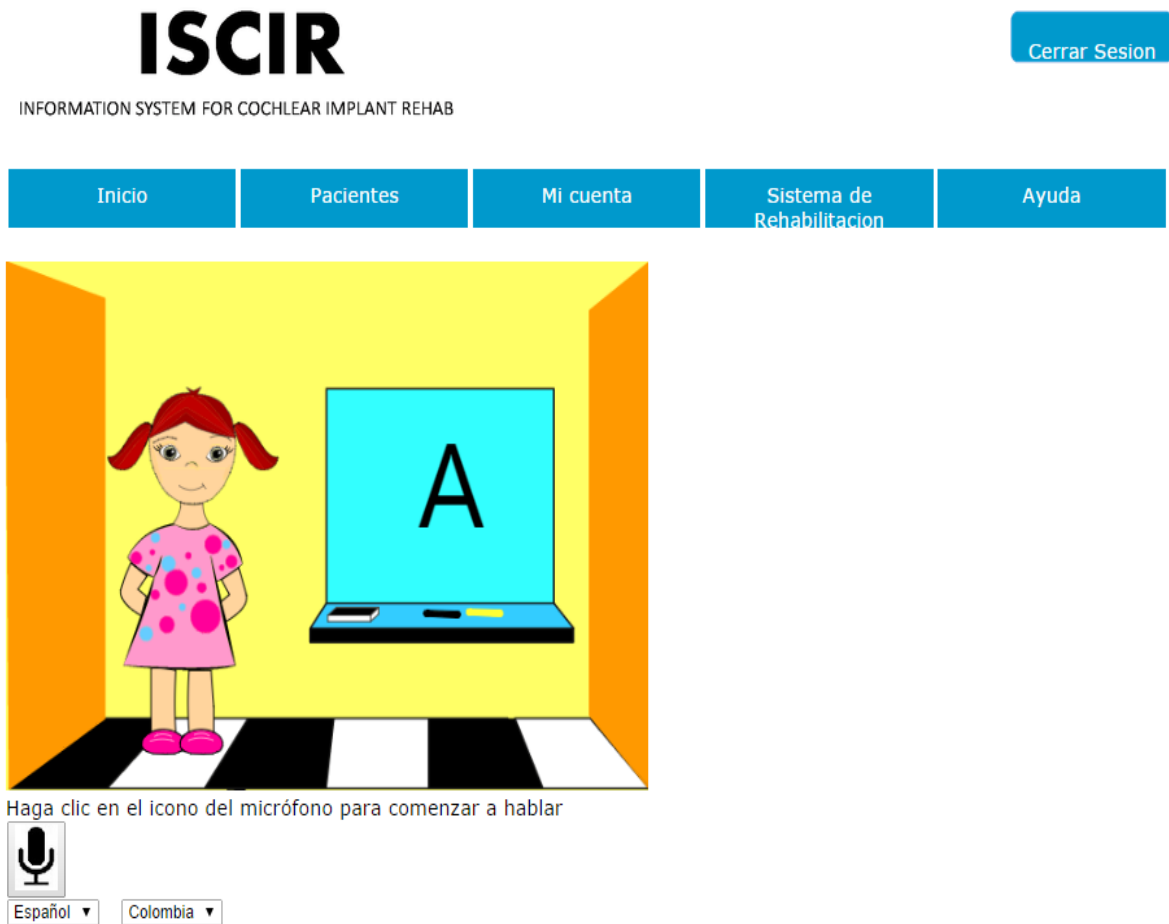 ISCIR
Cerrar Sesion
INFORMATION SYSTEM FOR COCHLEAR IMPLANT REHAB
Inicio
Pacientes
Mi cuenta
Sistema de
Rehabilitacion
Ayuda
A
Haga clic en el icono del micrófono para comenzar a hablar
Español ▼
Colombia ▼